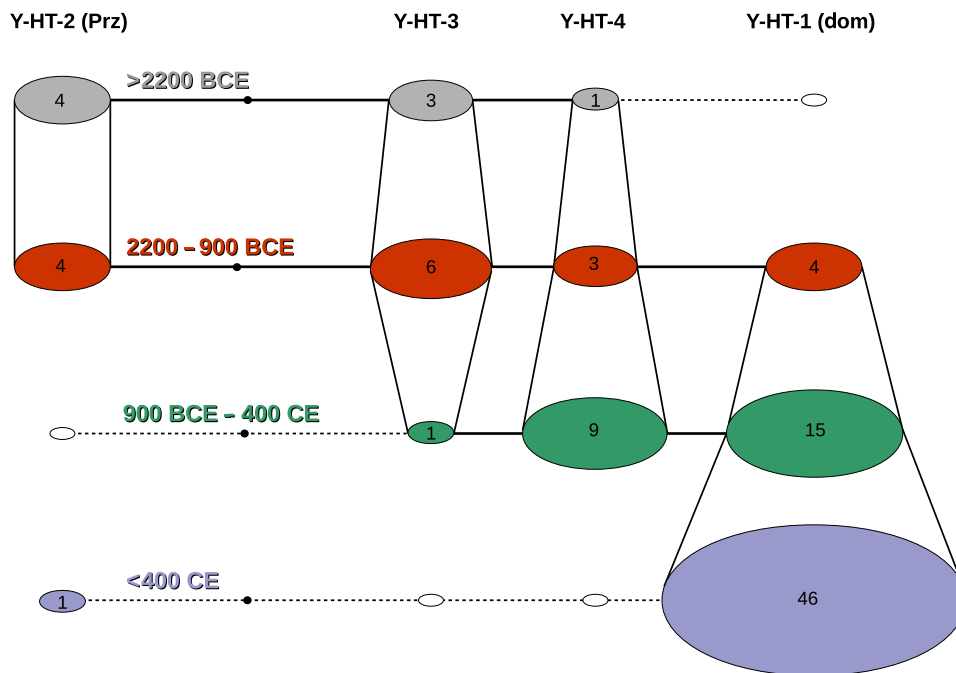 Y-HT-2 (Prz) Y-HT-3 Y-HT-4 Y-HT-1 (dom)
>2200 BCE
4 3 1
2200 – 900 BCE
4 6 3 4
900 BCE – 400 CE
1 9 15
<400 CE
1 46